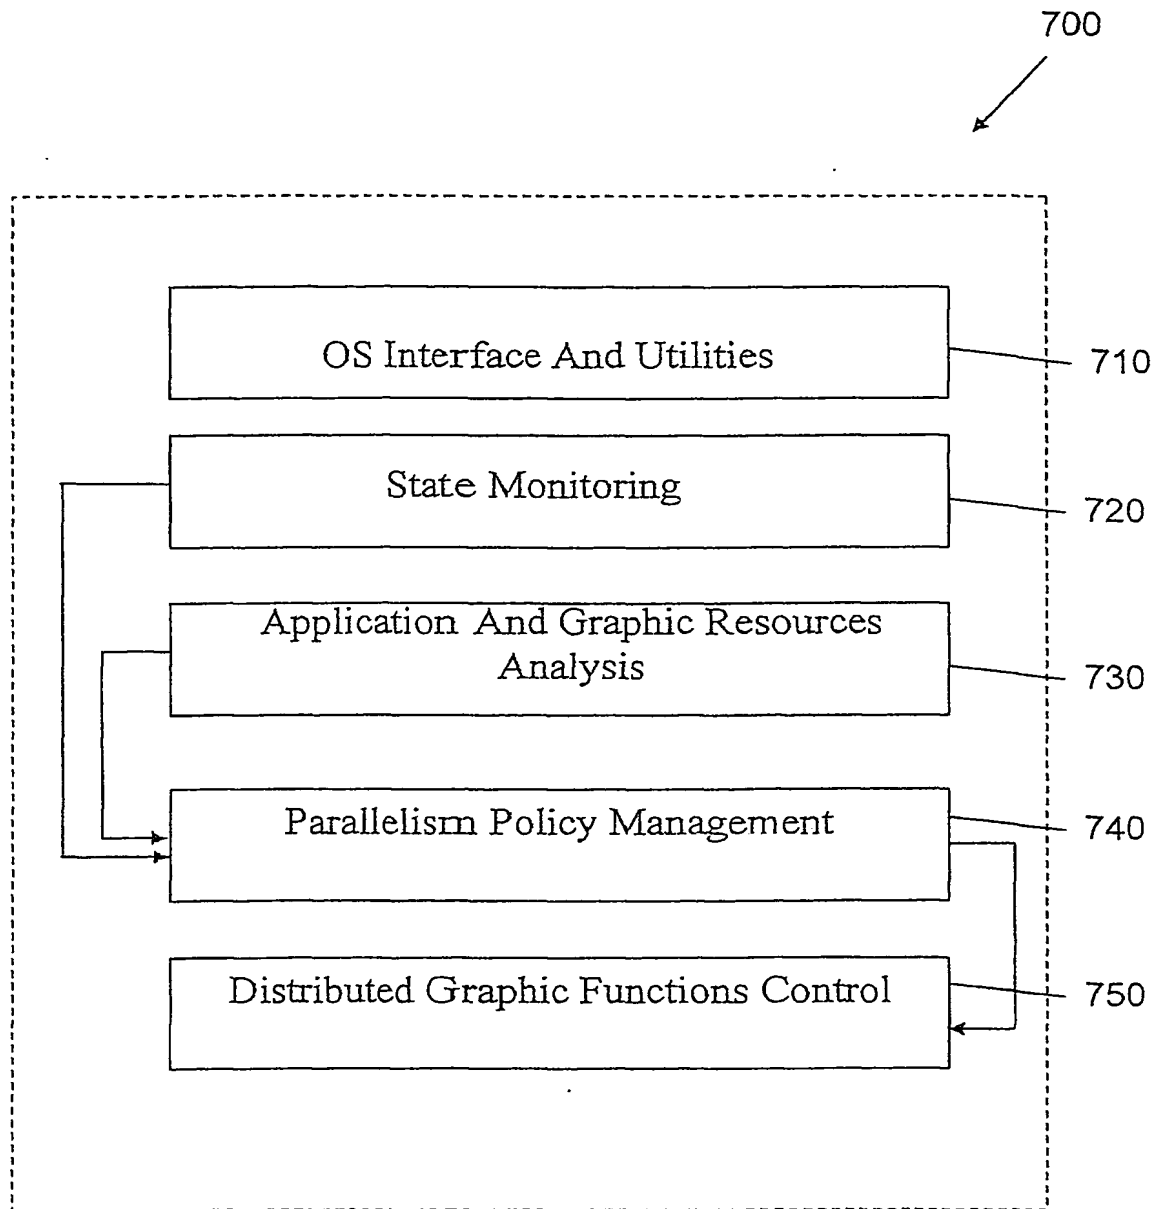 700
OS Interface And Utilities
710
State Monitoring
720
Application And Graphic Resources
Analysis
730
Parallelism Policy Management
740
Distributed Graphic Functions Control
750